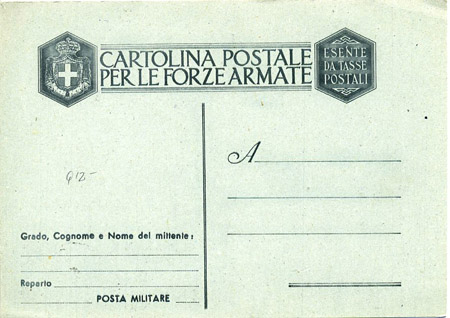 CARTOLINA POSTALE
PER LE FORZE ARMATE
ESENTE
DA TASSE
POSTALI
A
Grado, Cognome e Nome del mittente:
Reparto
POSTA MILITARE